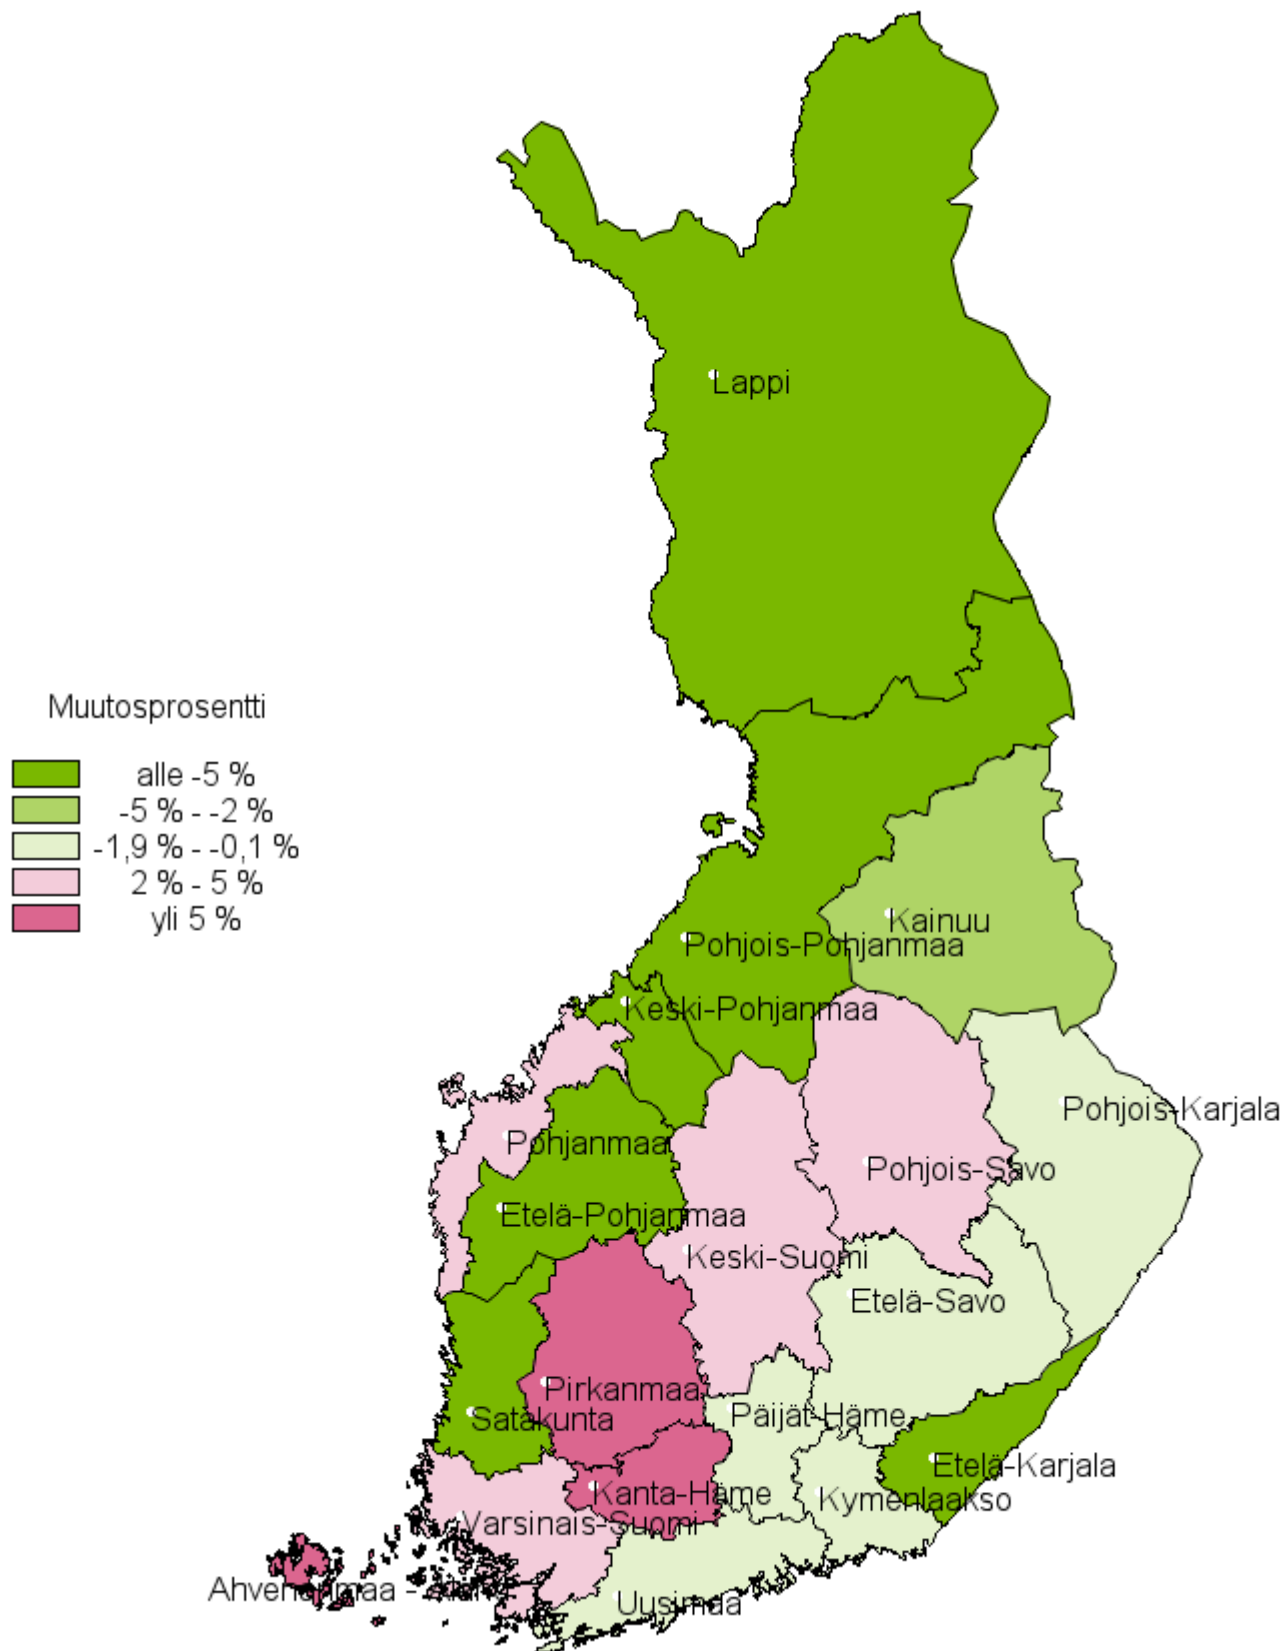 Lappi
Muutosprosentti
alle -5 %
-5 % - -2 %
-1,9 % - -0,1 %
2 % - 5 %
yli 5 %
Kainuu
Pohjois-Pohjanmaa
Keski-Pohjanmaa
Pohjois-Karjala
Pohjanmaa
Pohjois-Savo
Etelä-Pohjanmaa
Keski-Suomi
Etelä-Savo
Pirkanmaa
Päijät-Häme
Satakunta
Etelä-Karjala
Kanta-Häme
Kymenlaakso
Varsinais-Suomi
Ahvenanmaa -
Uusimaa